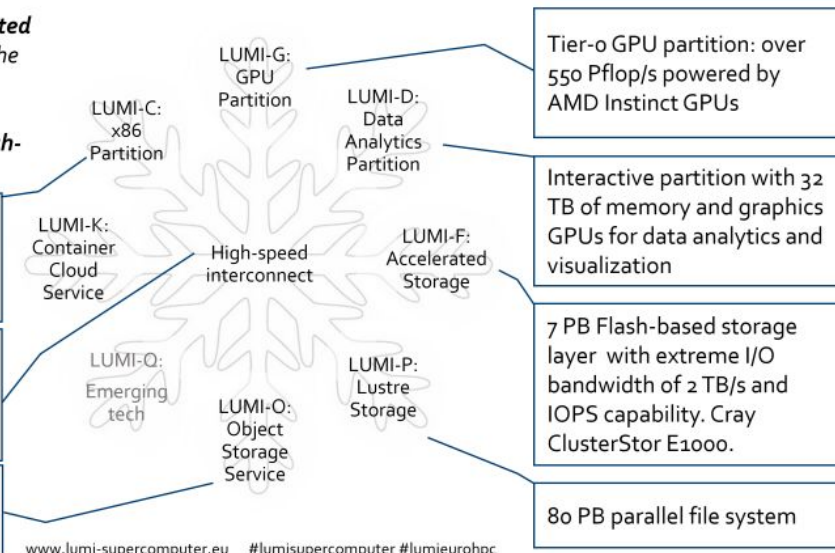 LUMI-G:
GPU
Partition
Tier-0 GPU partition: over
550 Pflop/s powered by
AMD Instinct GPUs
LUMI-C:
x86
Partition
LUMI-D:
Data
Analytics
Partition
Interactive partition with 32
TB of memory and graphics
GPUs for data analytics and
visualization
LUMI-K:
Container
Cloud
Service
High-speed
interconnect
LUMI-F:
Accelerated
Storage
7 PB Flash-based storage
layer with extreme I/O
bandwidth of 2 TB/s and
IOPS capability. Cray
ClusterStor E1000.
LUMI-Q:
Emerging
tech
LUMI-P:
Lustre
Storage
LUMI-O:
Object
Storage
Service
80 PB parallel file system
www.lumi-supercomputer.eu #lumisupercomputer #lumieurohpc